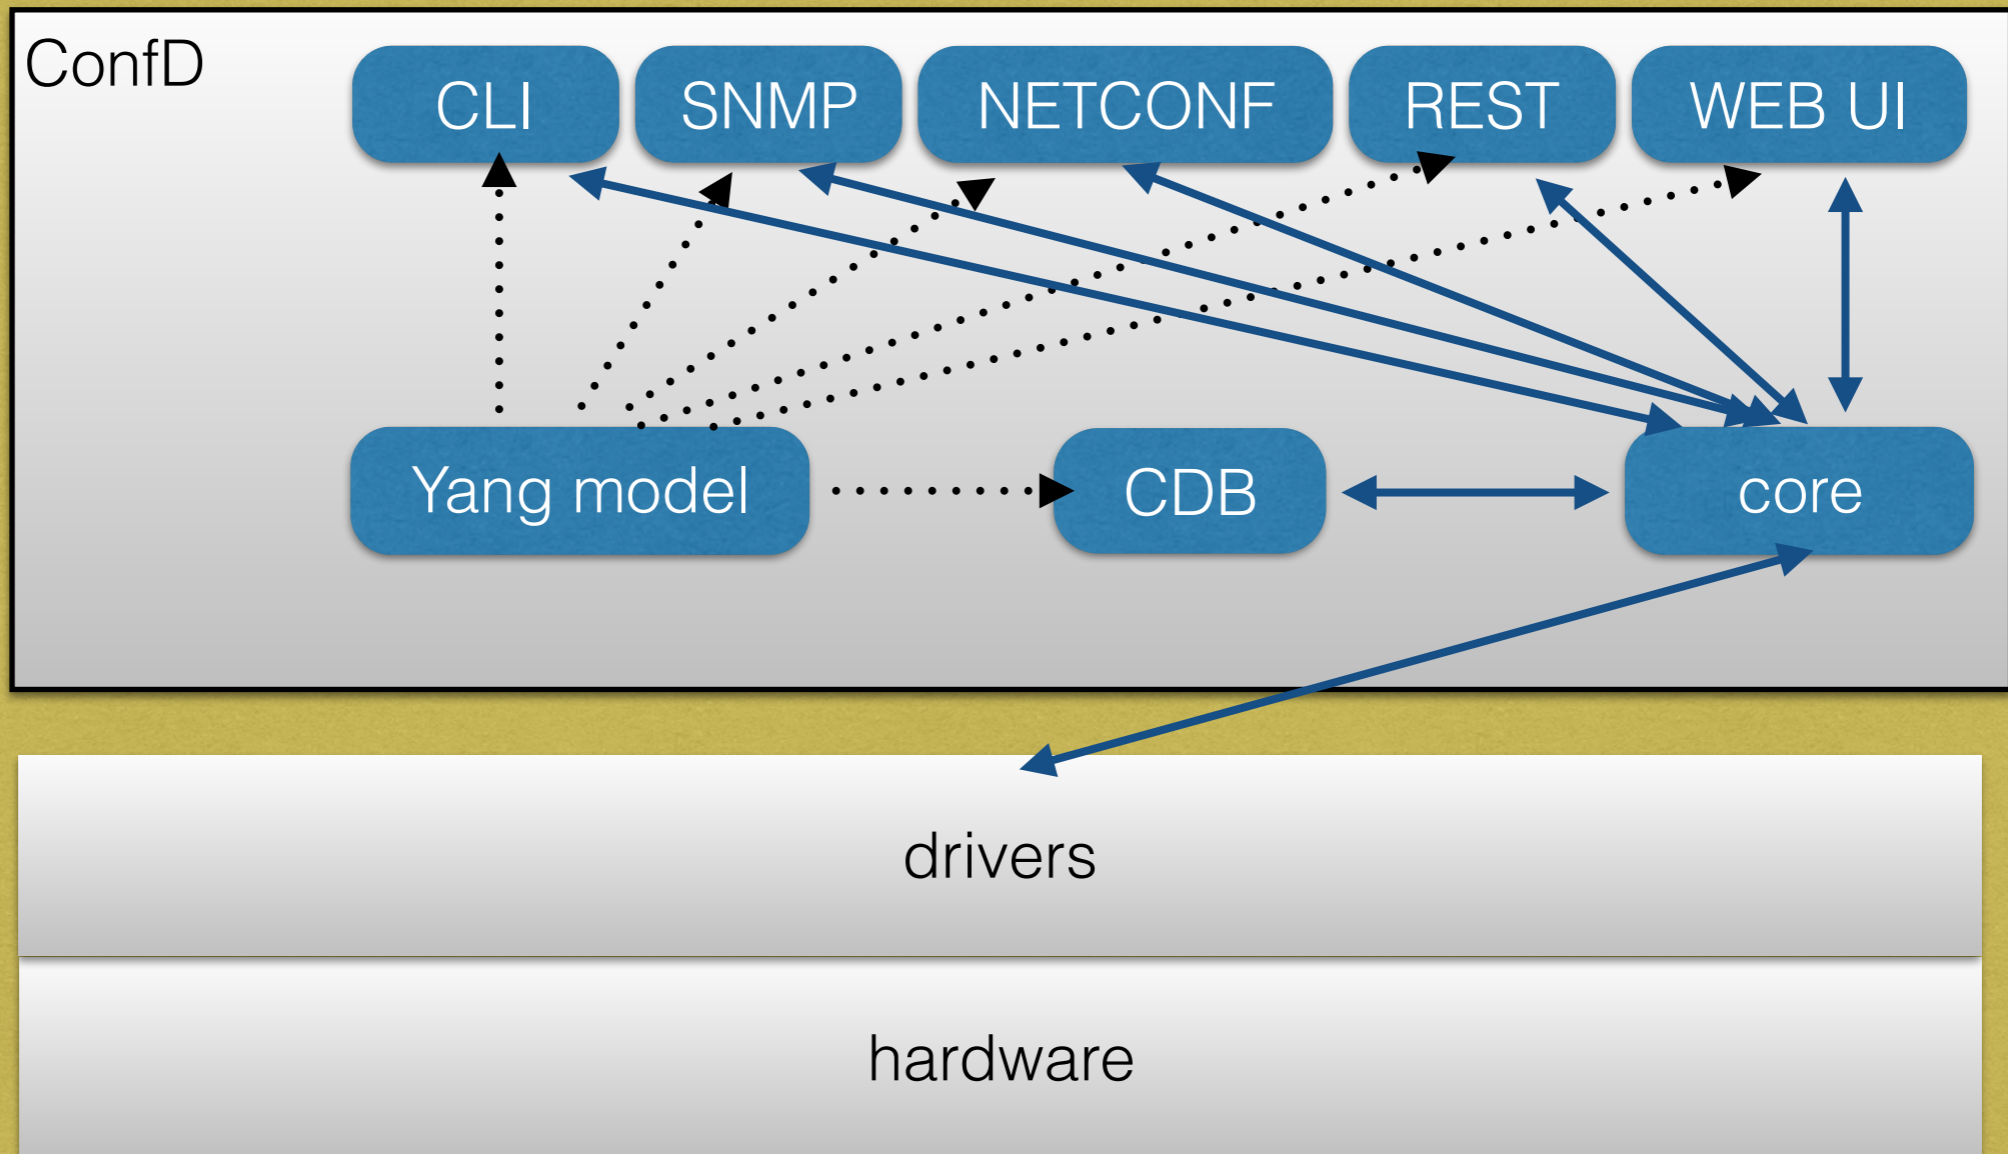 ConfD
CLI
SNMP
NETCONF
REST
WEB UI
Yang model
CDB
core
drivers
hardware